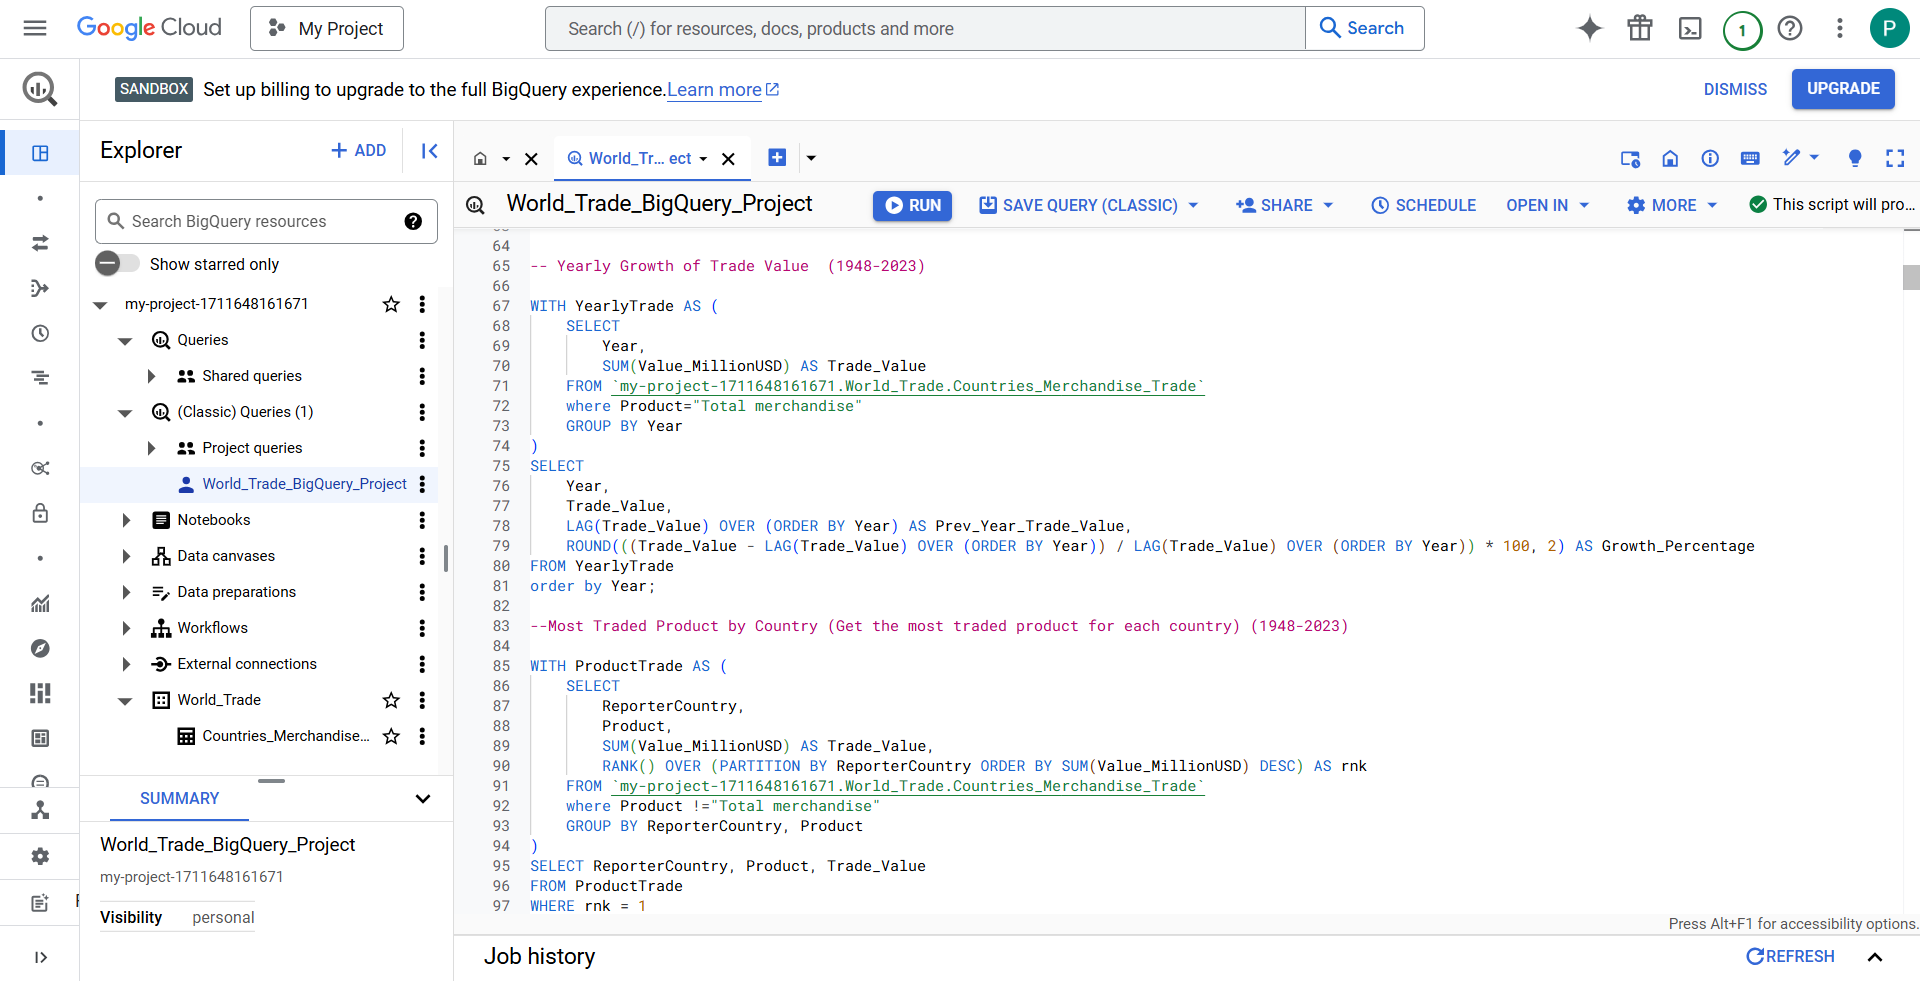 Google Cloud
My Project
Search (/) for resources, docs, products and more
Search
1
P
SANDBOX Set up billing to upgrade to the full BigQuery experience. Learn more
DISMISS
UPGRADE
Explorer
+ ADD
World_Tr... ect
Search BigQuery resources
World_Trade_BigQuery_Project
RUN
SAVE QUERY (CLASSIC)
SHARE
SCHEDULE
OPEN IN
MORE
This script will pro...
Show starred only
my-project-1711648161671
Queries
Shared queries
(Classic) Queries (1)
Project queries
World_Trade_BigQuery_Project
Notebooks
Data canvases
Data preparations
Workflows
External connections
World_Trade
Countries_Merchandise...
SUMMARY
World_Trade_BigQuery_Project
my-project-1711648161671
Visibility personal
64
65 -- Yearly Growth of Trade Value  (1948-2023)
66
67 WITH YearlyTrade AS (
68 SELECT
69 Year,
70 SUM(Value_MillionUSD) AS Trade_Value
71 FROM `my-project-1711648161671.World_Trade.Countries_Merchandise_Trade`
72 where Product="Total merchandise"
73 GROUP BY Year
74 )
75 SELECT
76 Year,
77 Trade_Value,
78 LAG(Trade_Value) OVER (ORDER BY Year) AS Prev_Year_Trade_Value,
79 ROUND(((Trade_Value - LAG(Trade_Value) OVER (ORDER BY Year)) / LAG(Trade_Value) OVER (ORDER BY Year)) * 100, 2) AS Growth_Percentage
80 FROM YearlyTrade
81 order by Year;
82
83 --Most Traded Product by Country (Get the most traded product for each country) (1948-2023)
84
85 WITH ProductTrade AS (
86 SELECT
87 ReporterCountry,
88 Product,
89 SUM(Value_MillionUSD) AS Trade_Value,
90 RANK() OVER (PARTITION BY ReporterCountry ORDER BY SUM(Value_MillionUSD) DESC) AS rnk
91 FROM `my-project-1711648161671.World_Trade.Countries_Merchandise_Trade`
92 where Product !="Total merchandise"
93 GROUP BY ReporterCountry, Product
94 )
95 SELECT ReporterCountry, Product, Trade_Value
96 FROM ProductTrade
97 WHERE rnk = 1
Press Alt+F1 for accessibility options.
Job history
REFRESH